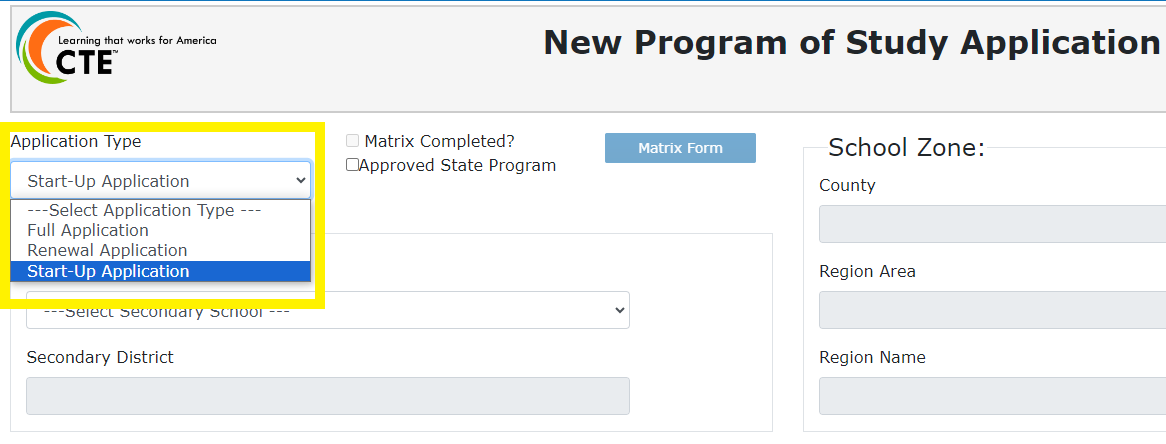 Learning that works for America
CTE™
New Program of Study Application
Application Type
Start-Up Application
---Select Application Type ---
Full Application
Renewal Application
Start-Up Application
Matrix Completed?
Approved State Program
Matrix Form
---Select Secondary School ---
Secondary District
School Zone:
County
Region Area
Region Name